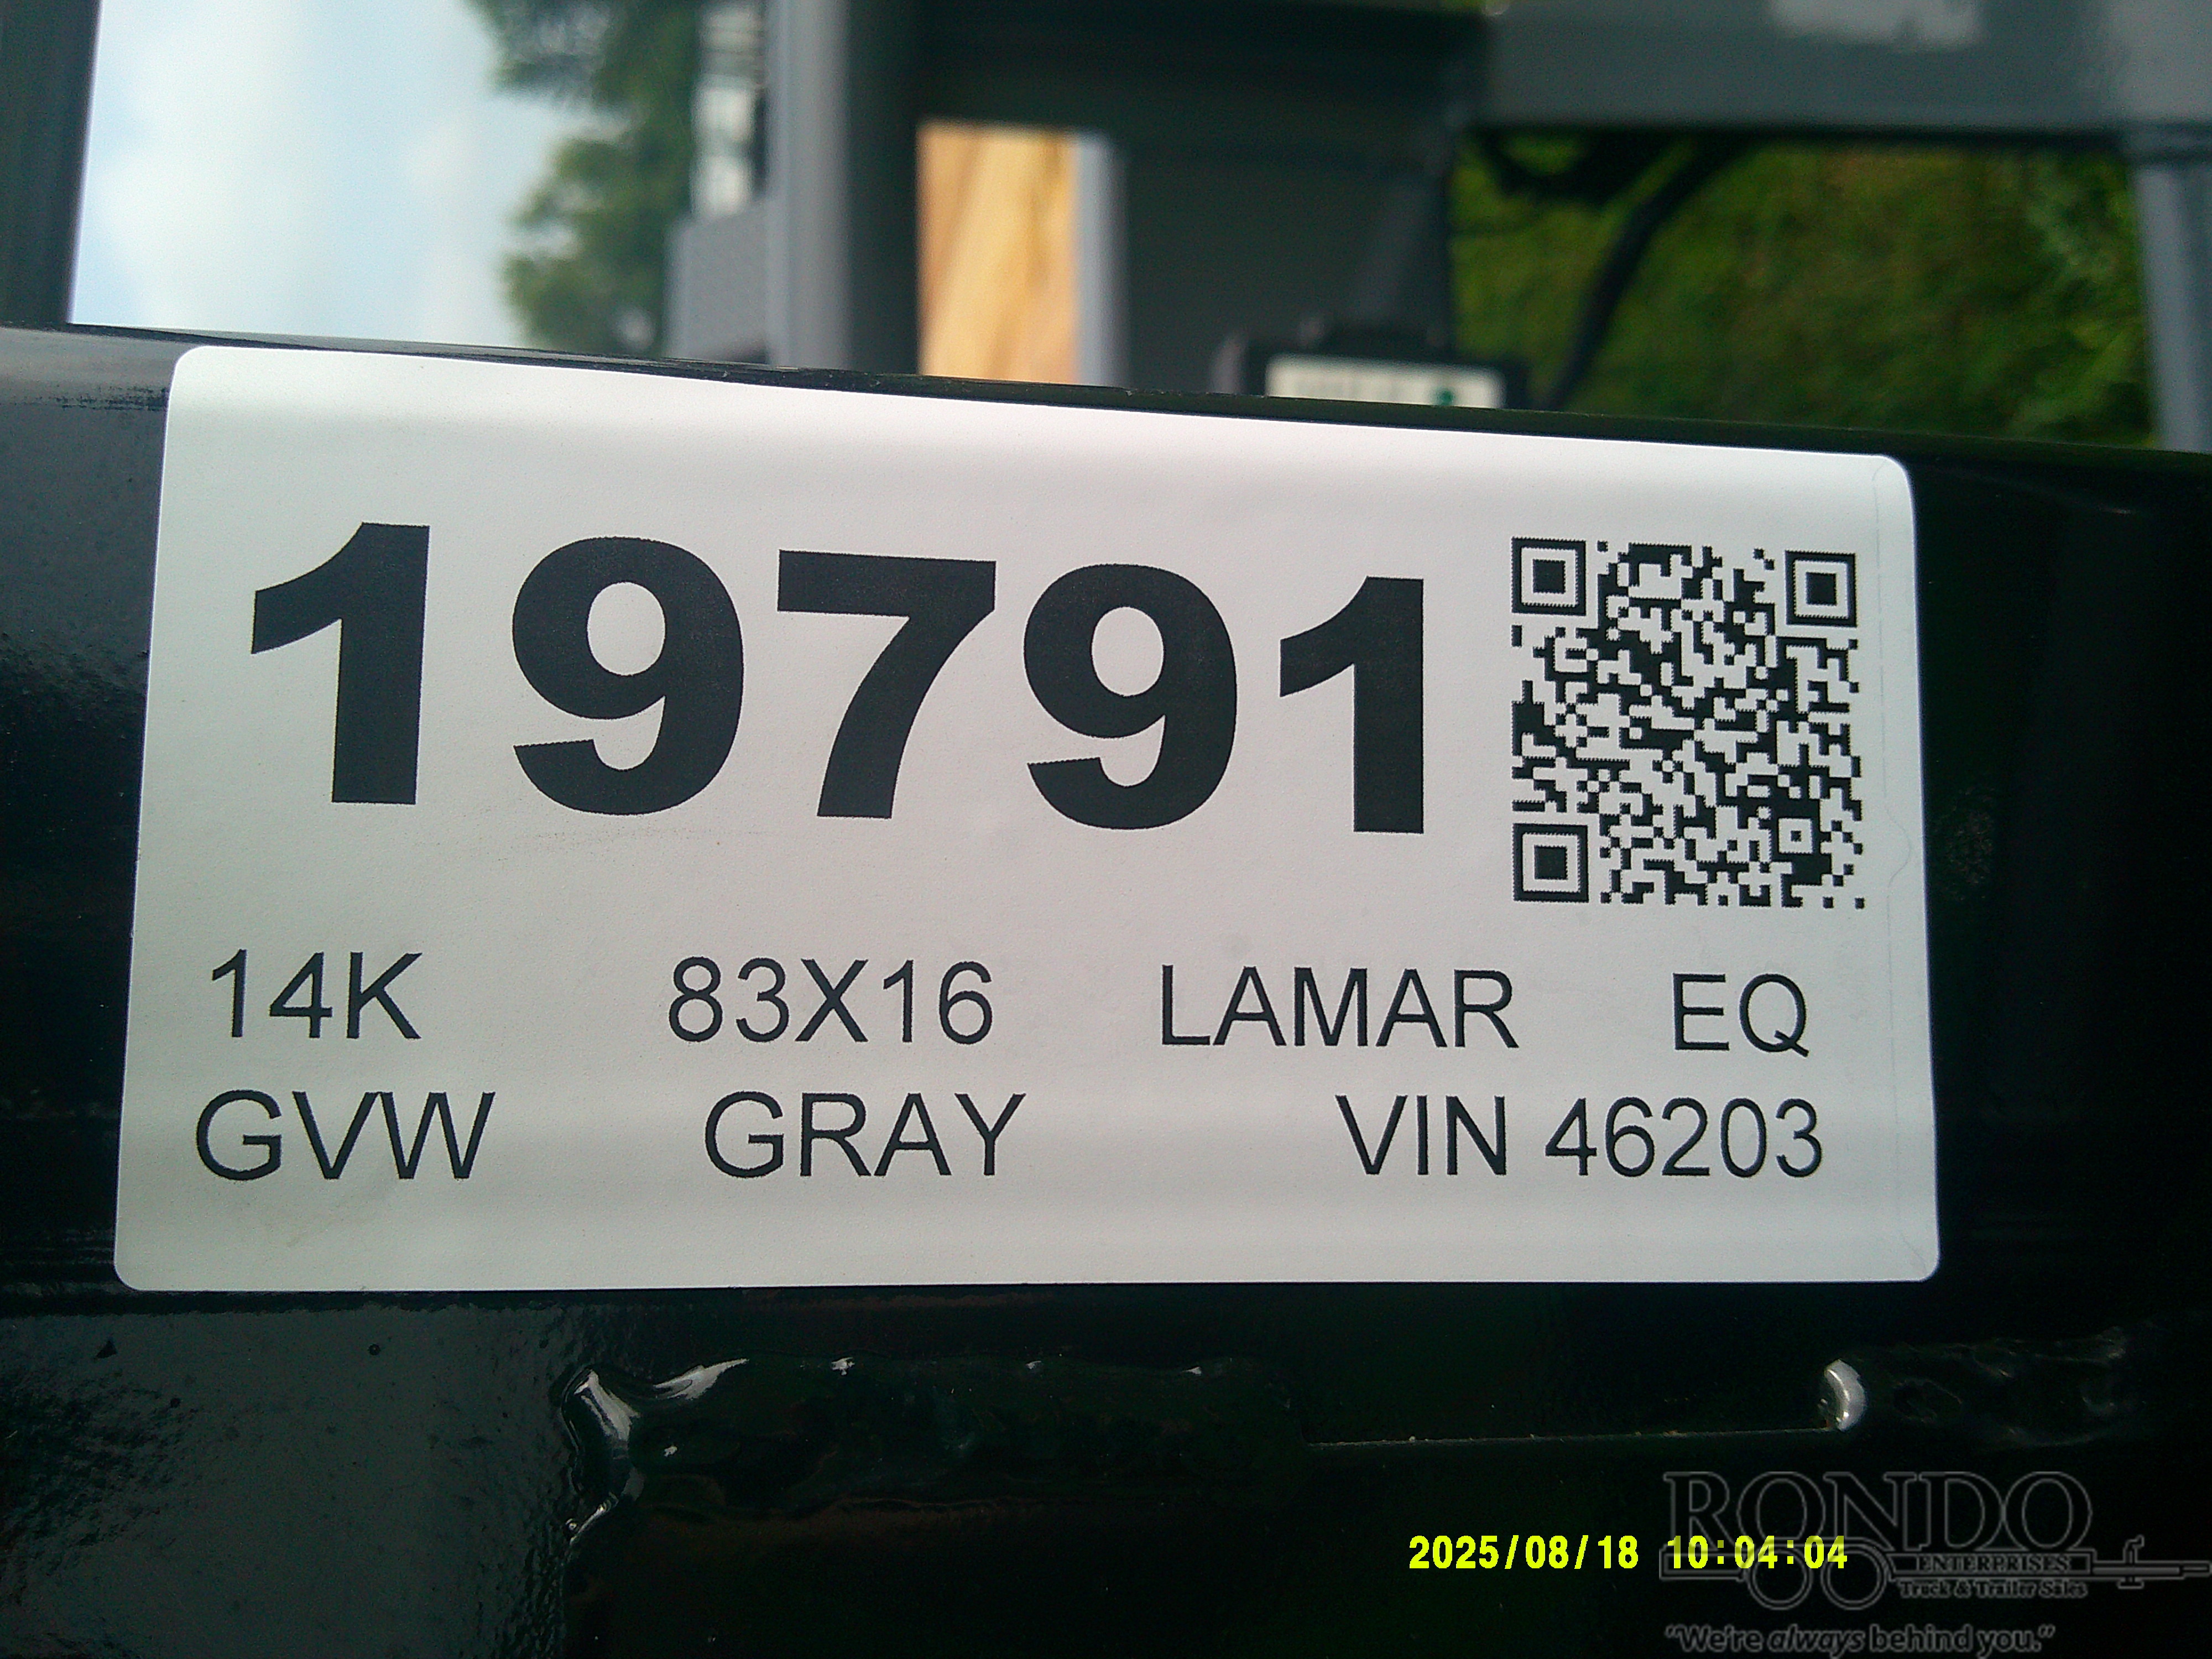 19791
14K 83X16 LAMAR EQ
GVW GRAY VIN 46203
2025/08/18 10:04:04
RONDO
ENTERPRISES
Truck & Trailer Sales
"We're always behind you."